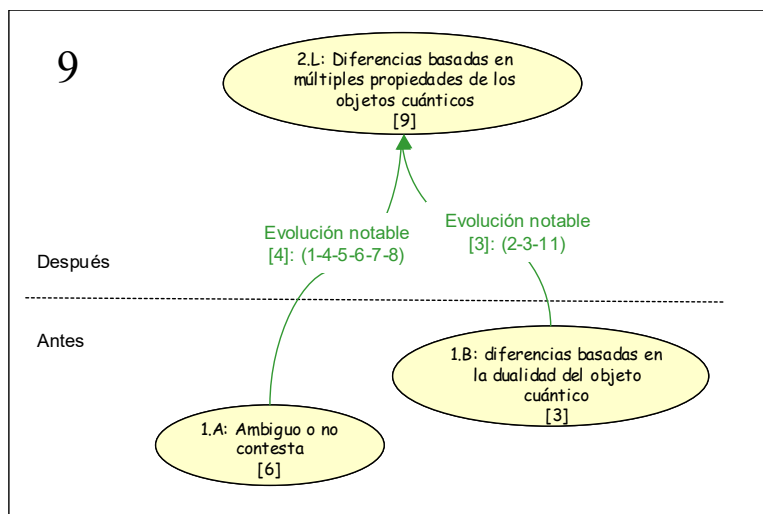 9
2.L: Diferencias basadas en
múltiples propiedades de los
objetos cuánticos
[9]
Evolución notable
[4]: (1-4-5-6-7-8)
Evolución notable
[3]: (2-3-11)
Después
Antes
1.B: diferencias basadas en
la dualidad del objeto
cuántico
[3]
1.A: Ambiguo o no
contesta
[6]